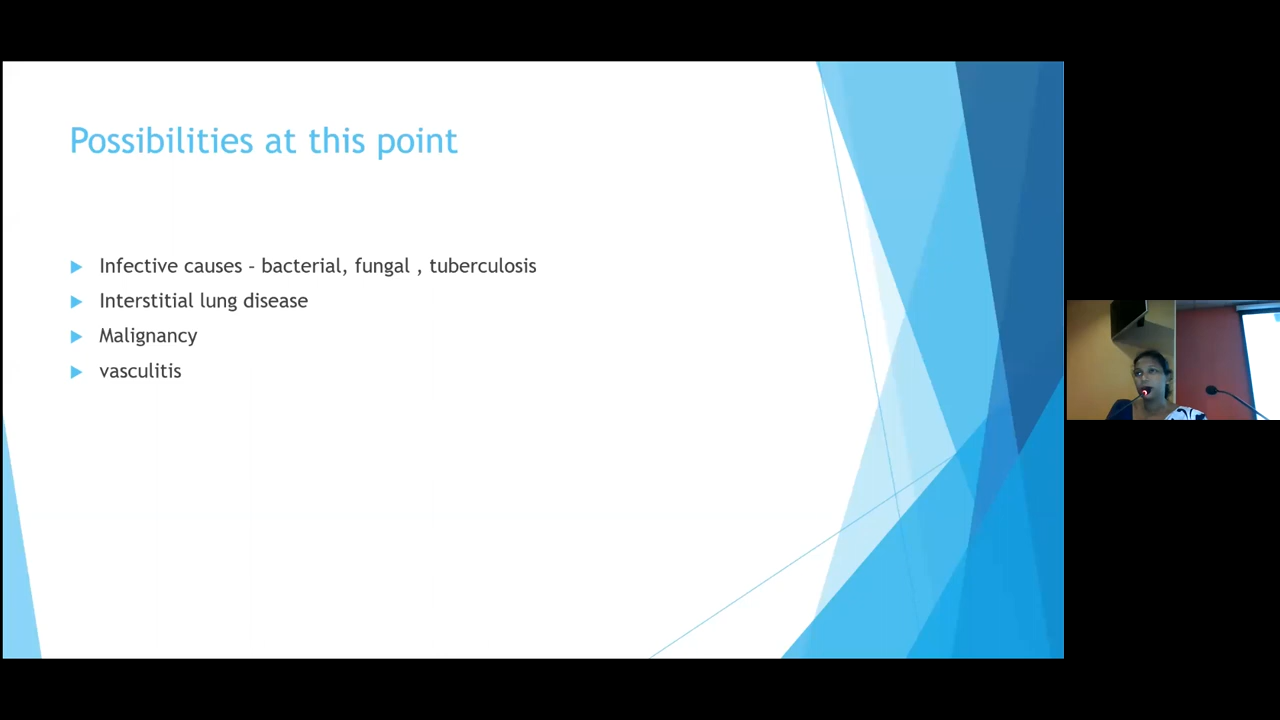 Possibilities at this point
Infective causes – bacterial, fungal , tuberculosis
Interstitial lung disease
Malignancy
vasculitis